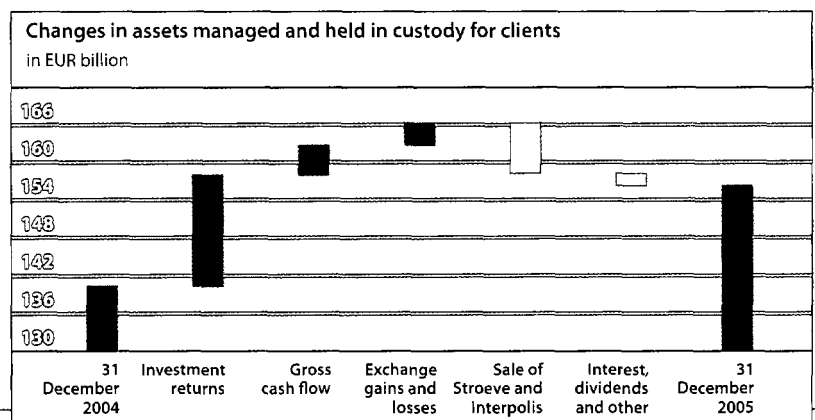 Changes in assets managed and held in custody for clients
in EUR billion
166
160
154
148
142
136
130
31
December
2004
Investment
returns
Gross
cash flow
Exchange
gains and
losses
Sale of
Stroeve and
Interpolis
Interest,
dividends
and other
31
December
2005